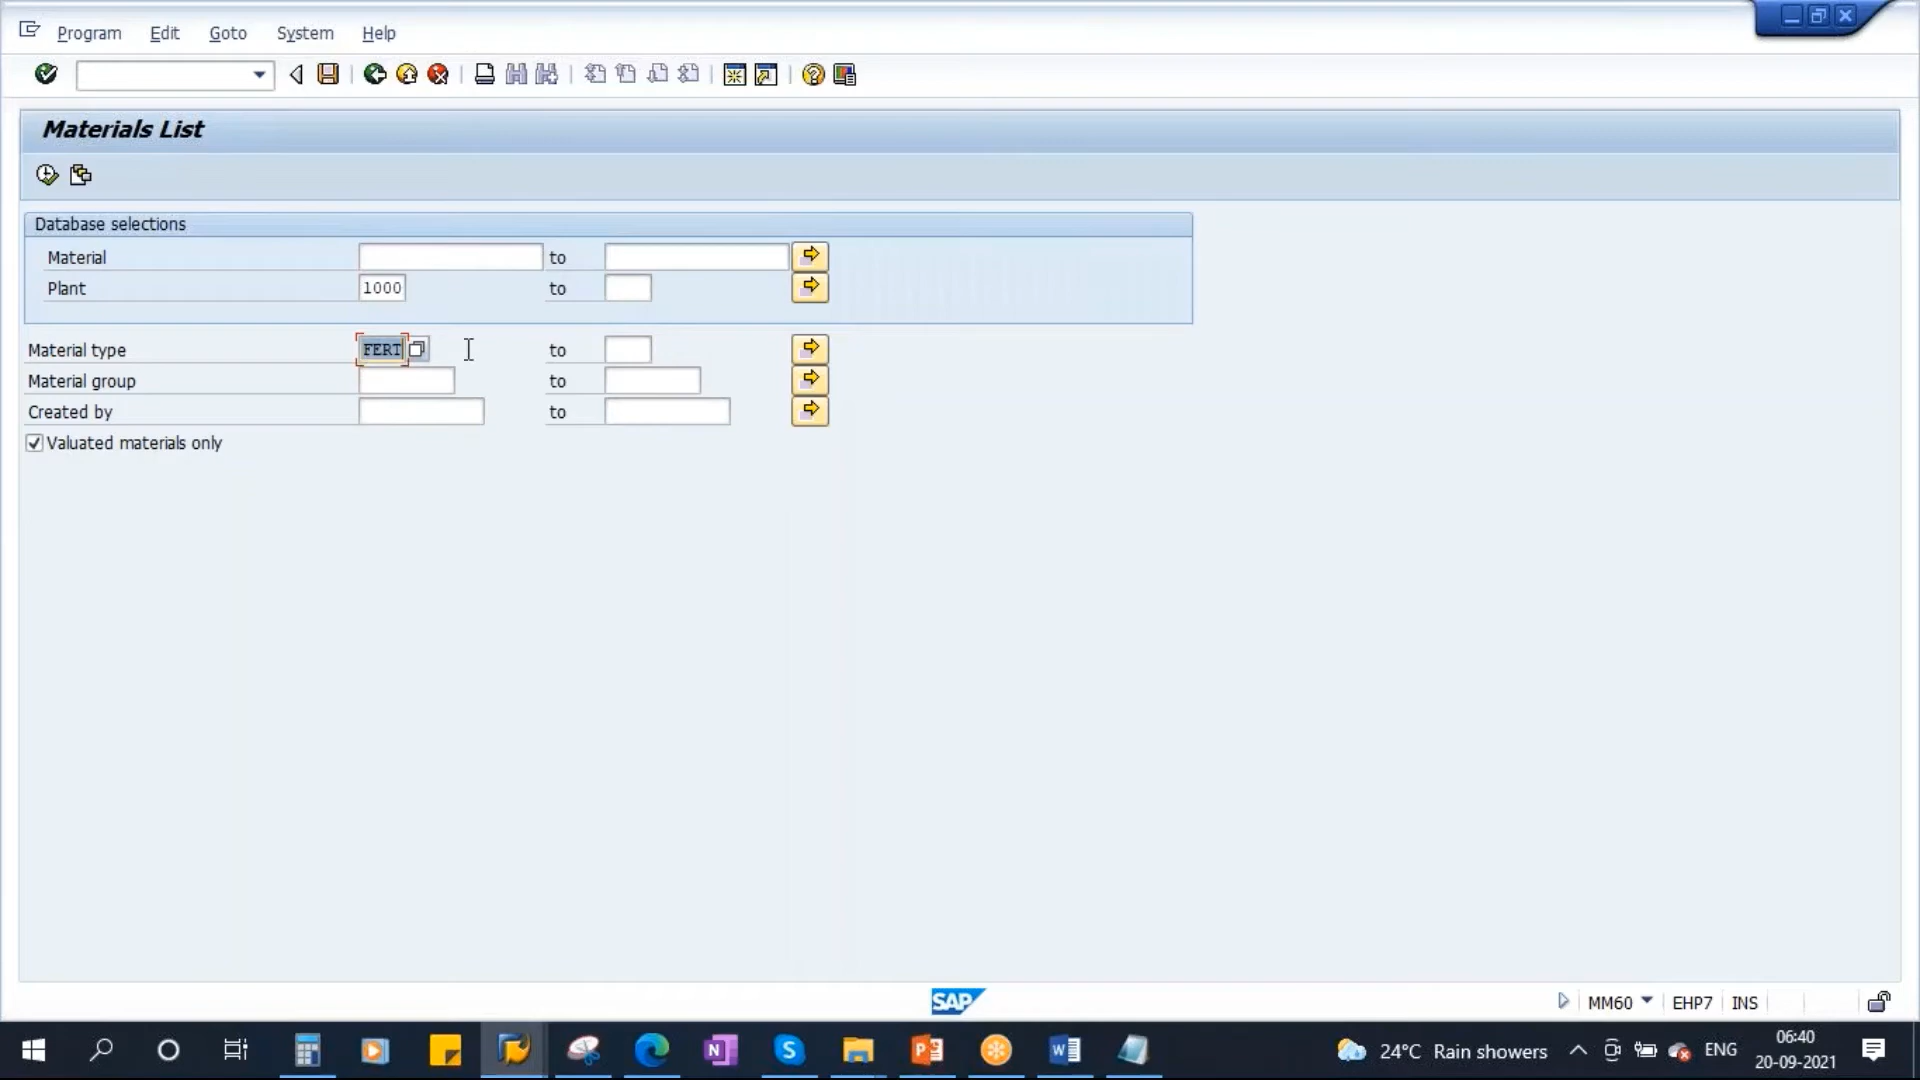 Program Edit Goto System Help
Materials List
Database selections
Material to
Plant 1000 to
Material type FERT to
Material group to
Created by to
Valuated materials only
SAP MM60 EHP7 INS
24°C Rain showers ENG 06:40
20-09-2021